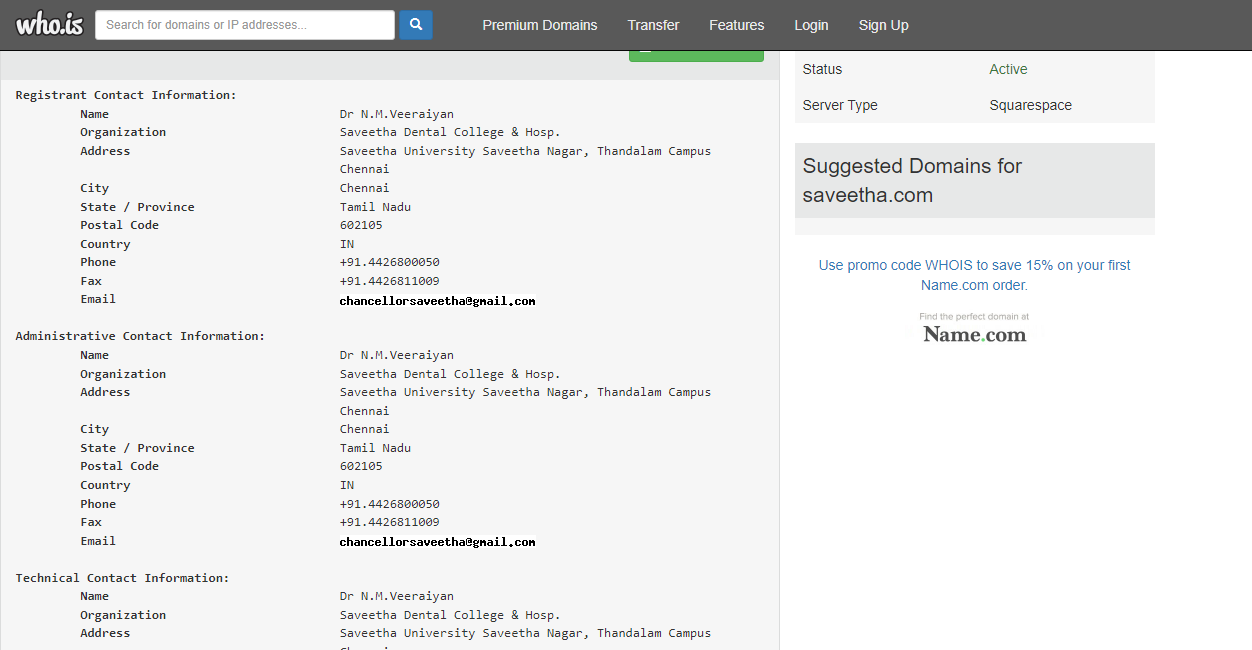 who.is Search for domains or IP addresses... Premium Domains Transfer Features Login Sign Up
Registrant Contact Information:
Name Dr N.M.Veeraiyan
Organization Saveetha Dental College & Hosp.
Address Saveetha University Saveetha Nagar, Thandalam Campus
Chennai
City Chennai
State / Province Tamil Nadu
Postal Code 602105
Country IN
Phone +91.4426800050
Fax +91.4426811009
Email chancellorsaveetha@gmail.com
Administrative Contact Information:
Name Dr N.M.Veeraiyan
Organization Saveetha Dental College & Hosp.
Address Saveetha University Saveetha Nagar, Thandalam Campus
Chennai
City Chennai
State / Province Tamil Nadu
Postal Code 602105
Country IN
Phone +91.4426800050
Fax +91.4426811009
Email chancellorsaveetha@gmail.com
Technical Contact Information:
Name Dr N.M.Veeraiyan
Organization Saveetha Dental College & Hosp.
Address Saveetha University Saveetha Nagar, Thandalam Campus
Status Active
Server Type Squarespace
Suggested Domains for
saveetha.com
Use promo code WHOIS to save 15% on your first
Name.com order.
Find the perfect domain at
Name.com